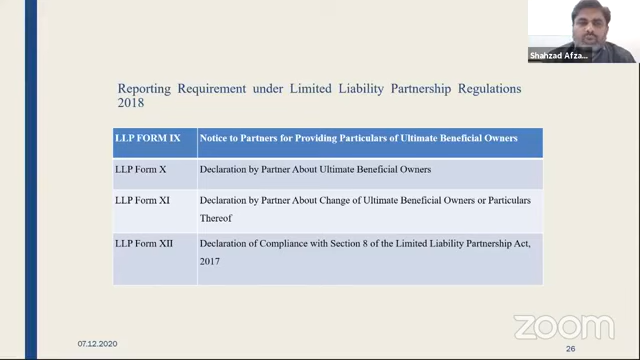 Shahzad Afza...
Reporting Requirement under Limited Liability Partnership Regulations
2018
LLP FORM IX Notice to Partners for Providing Particulars of Ultimate Beneficial Owners
LLP Form X Declaration by Partner About Ultimate Beneficial Owners
LLP Form XI Declaration by Partner About Change of Ultimate Beneficial Owners or Particulars
Thereof
LLP Form XII Declaration of Compliance with Section 8 of the Limited Liability Partnership Act,
2017
zoom
07.12.2020
26